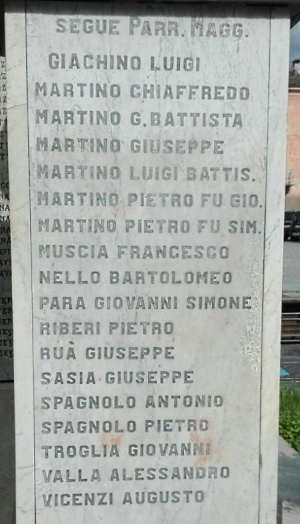 SEGUE PARR. MAGG.
GIACHINO LUIGI
MARTINO CHIAFFREDO
MARTINO G. BATTISTA
MARTINO GIUSEPPE
MARTINO LUIGI BATTIS.
MARTINO PIETRO FU GIO.
MARTINO PIETRO FU SIM.
MUSCIA FRANCESCO
NELLO BARTOLOMEO
PARA GIOVANNI SIMONE
RIBERI PIETRO
RUÀ GIUSEPPE
SASIA GIUSEPPE
SPAGNOLO ANTONIO
SPAGNOLO PIETRO
TROGLIA GIOVANNI
VALLA ALESSANDRO
VICENZI AUGUSTO